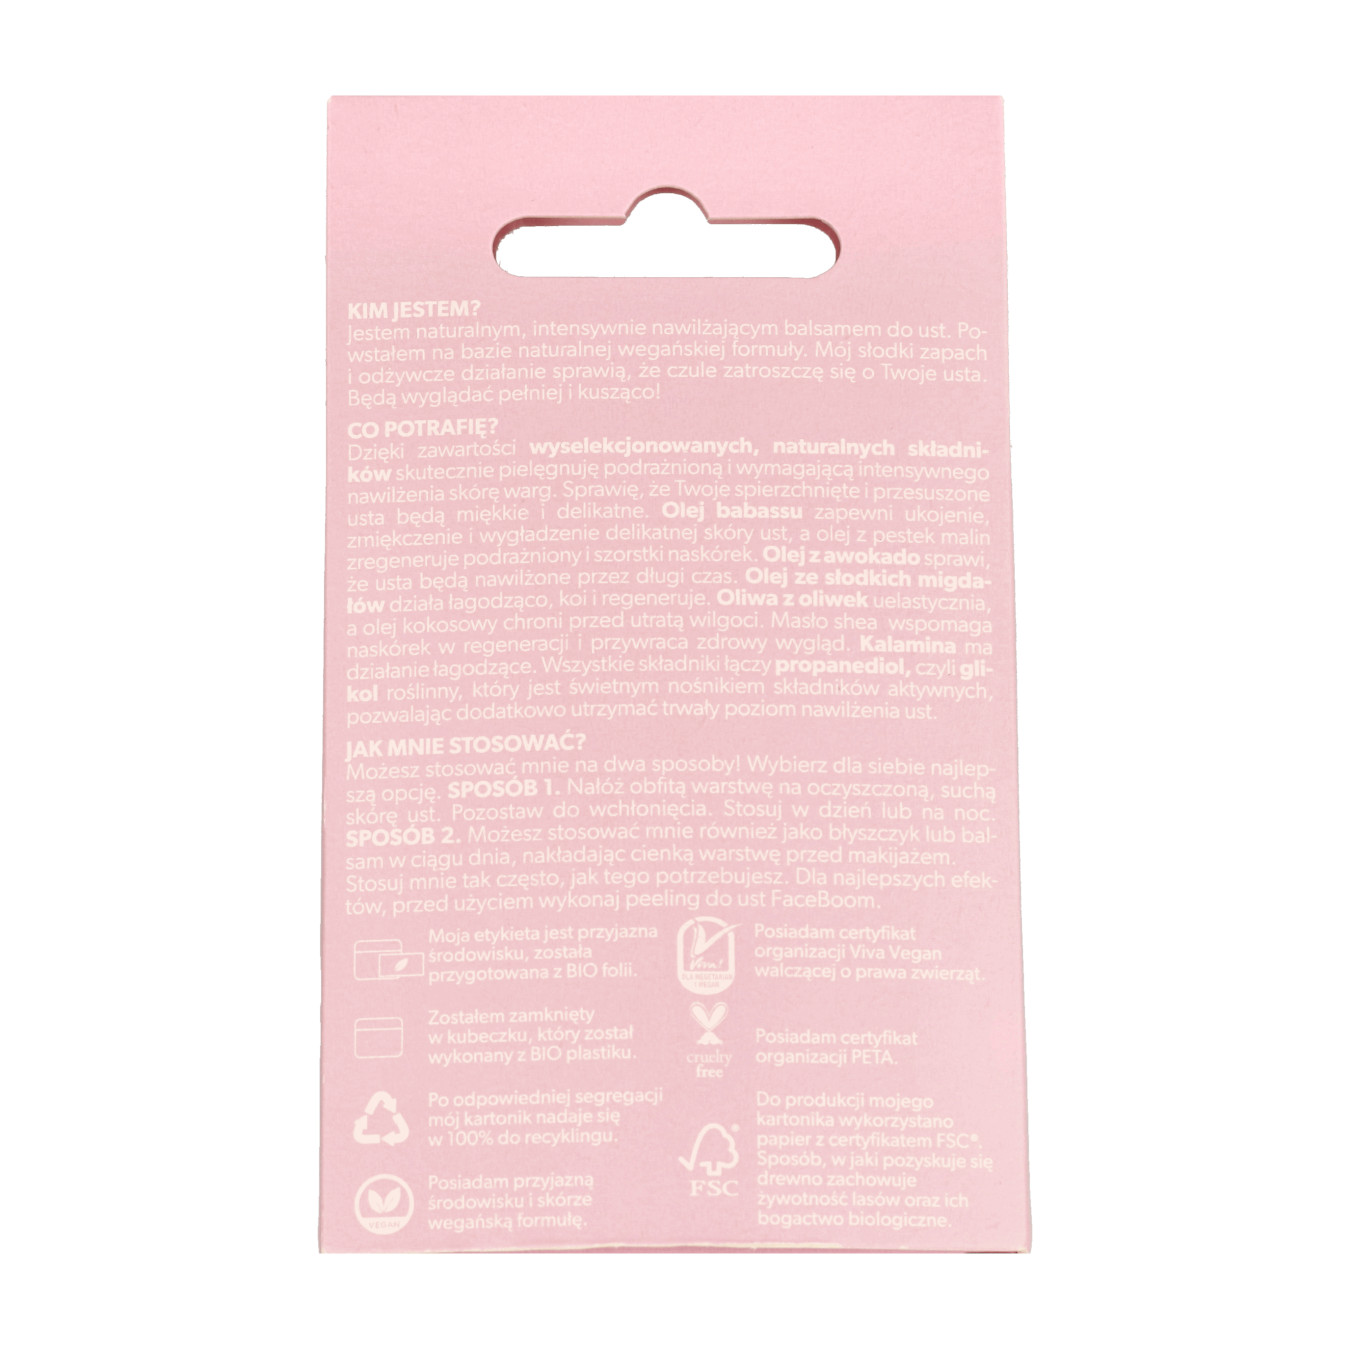 KIM JESTEM?
Jestem naturalnym, intensywnie nawilżającym balsamem do ust. Po-
wstałem na bazie naturalnej wegańskiej formuły. Mój słodki zapach
i odżywcze działanie sprawią, że czule zatroszczę się o Twoje usta.
Będą wyglądać pełniej i kusząco!
CO POTRAFIĘ?
Dzięki zawartości wyselekcjonowanych, naturalnych składni-
ków skutecznie pielęgnuję podrażnioną i wymagającą intensywnego
nawilżenia skórę warg. Sprawię, że Twoje spierzchnięte i przesuszone
usta będą miękkie i delikatne. Olej babassu zapewni ukojenie,
zmiękczenie i wygładzenie delikatnej skóry ust, a olej z pestek malin
zregeneruje podrażniony i szorstki naskórek. Olej z awokado sprawi,
że usta będą nawilżone przez długi czas. Olej ze słodkich migda-
łów działa łagodząco, koi i regeneruje. Oliwa z oliwek uelastycznia,
a olej kokosowy chroni przed utratą wilgoci. Masło shea wspomaga
naskórek w regeneracji i przywraca zdrowy wygląd. Kalamina ma
działanie łagodzące. Wszystkie składniki łączy propanediol, czyli gli-
kol roślinny, który jest świetnym nośnikiem składników aktywnych,
pozwalając dodatkowo utrzymać trwały poziom nawilżenia ust.
JAK MNIE STOSOWAĆ?
Możesz stosować mnie na dwa sposoby! Wybierz dla siebie najlep-
szą opcję. SPOSÓB 1. Nałóż obfitą warstwę na oczyszczoną, suchą
skórę ust. Pozostaw do wchłonięcia. Stosuj w dzień lub na noc.
SPOSÓB 2. Możesz stosować mnie również jako błyszczyk lub bal-
sam w ciągu dnia, nakładając cienką warstwę przed makijażem.
Stosuj mnie tak często, jak tego potrzebujesz. Dla najlepszych efek-
tów, przed użyciem wykonaj peeling do ust FaceBoom.
Moja etykieta jest przyjazna
środowisku, została
przygotowana z BIO folii.
Zostałem zamknięty
w kubeczku, który został
wykonany z BIO plastiku.
Po odpowiedniej segregacji
mój kartonik nadaje się
w 100% do recyklingu.
VEGAN
Posiadam przyjazną
środowisku i skórze
wegańską formułę.
Viva!
Posiadam certyfikat
organizacji Viva Vegan
walczącej o prawa zwierząt.
cruelty
free
Posiadam certyfikat
organizacji PETA.
FSC
Do produkcji mojego
kartonika wykorzystano
papier z certyfikatem FSC®.
Sposób, w jaki pozyskuje się
drewno zachowuje
żywotność lasów oraz ich
bogactwo biologiczne.